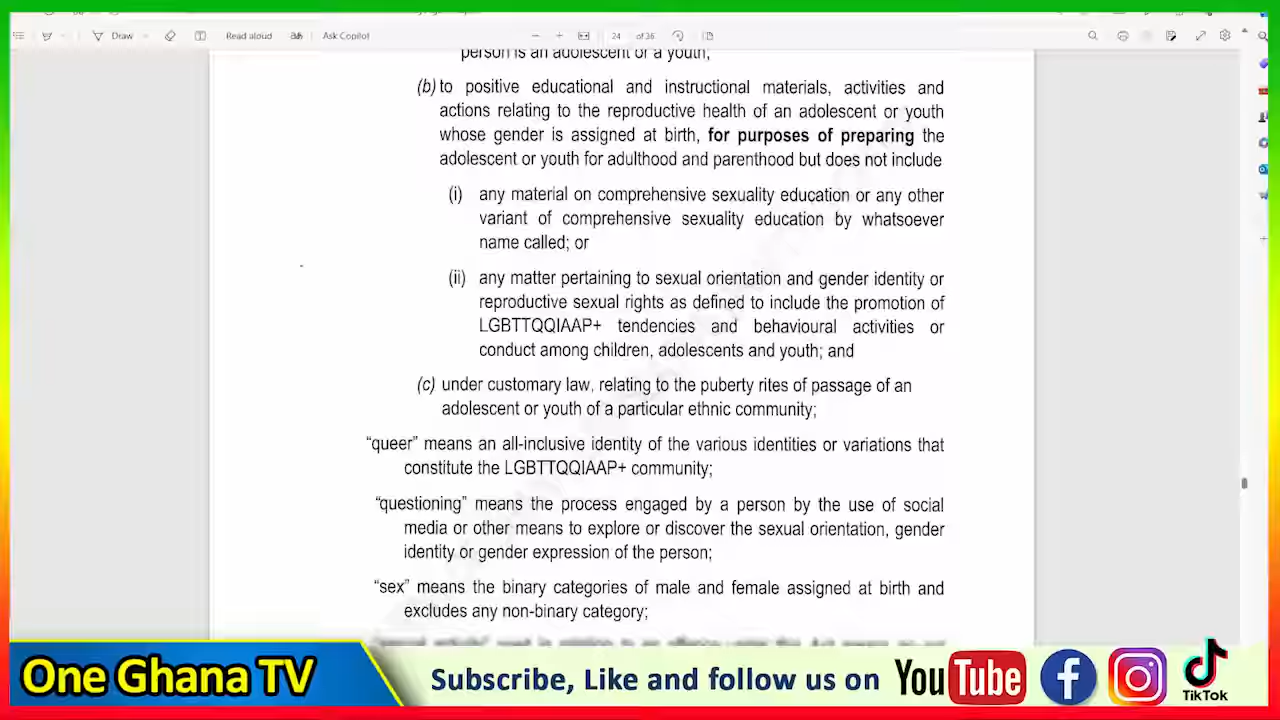 Draw
Read aloud
Ask Copilot
24 of 36
person is an adolescent or a youth;
(b) to positive educational and instructional materials, activities and
actions relating to the reproductive health of an adolescent or youth
whose gender is assigned at birth, for purposes of preparing the
adolescent or youth for adulthood and parenthood but does not include
(i) any material on comprehensive sexuality education or any other
variant of comprehensive sexuality education by whatsoever
name called; or
(ii) any matter pertaining to sexual orientation and gender identity or
reproductive sexual rights as defined to include the promotion of
LGBTTQQIAAP+ tendencies and behavioural activities or
conduct among children, adolescents and youth; and
(c) under customary law, relating to the puberty rites of passage of an
adolescent or youth of a particular ethnic community;
“queer” means an all-inclusive identity of the various identities or variations that
constitute the LGBTTQQIAAP+ community;
“questioning” means the process engaged by a person by the use of social
media or other means to explore or discover the sexual orientation, gender
identity or gender expression of the person;
“sex” means the binary categories of male and female assigned at birth and
excludes any non-binary category;
One Ghana TV
Subscribe, Like and follow us on YouTube
TikTok